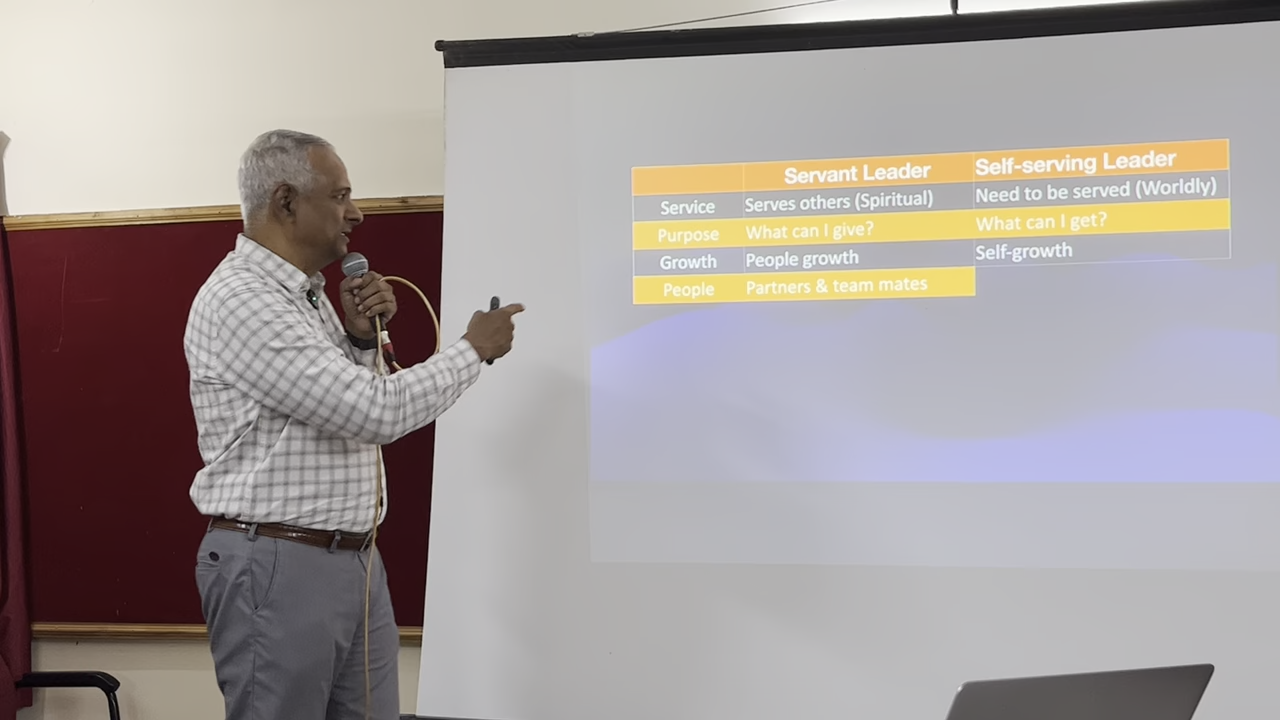 Servant Leader Self-serving Leader
Service Serves others (Spiritual) Need to be served (Worldly)
Purpose What can I give? What can I get?
Growth People growth Self-growth
People Partners & team mates